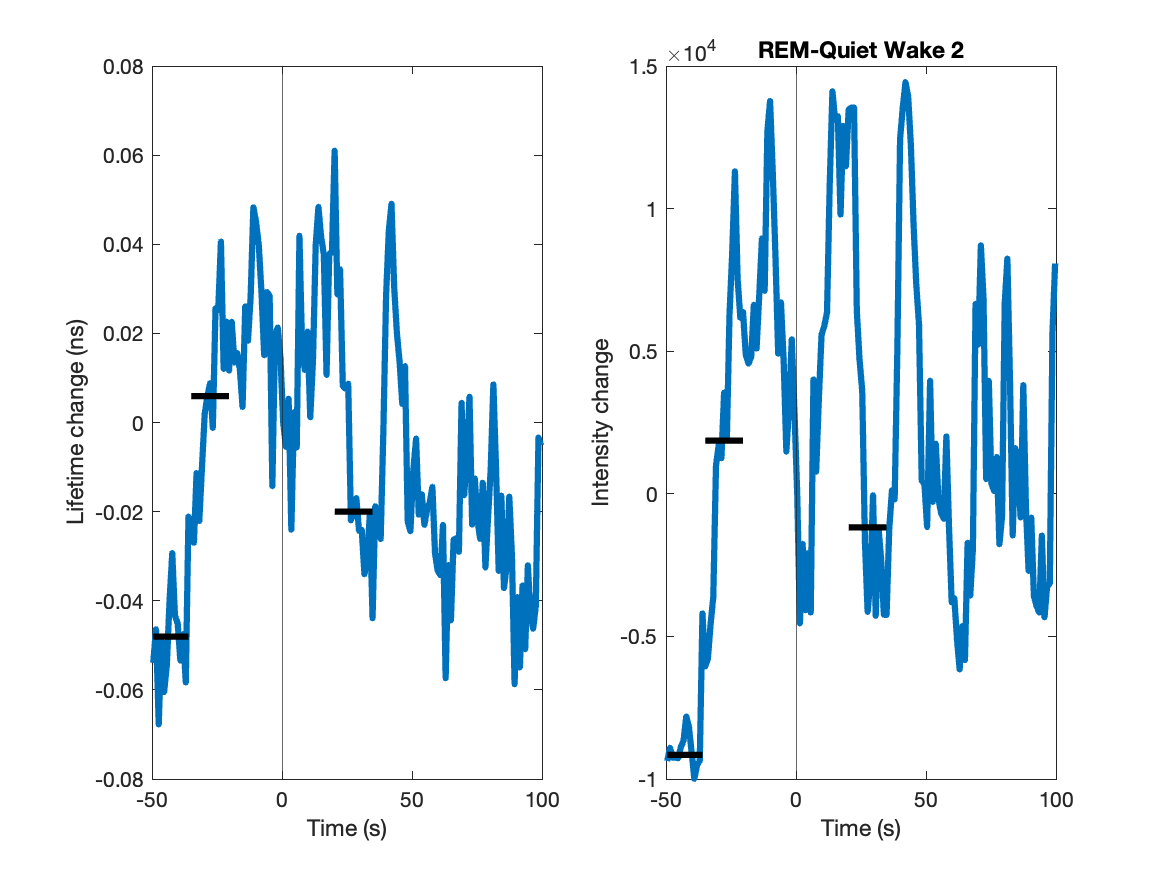 0.08
0.06
0.04
0.02
0
-0.02
-0.04
-0.06
-0.08
Lifetime change (ns)
-50 0 50 100
Time (s)
REM-Quiet Wake 2
×10⁴
1.5
1
0.5
0
-0.5
-1
Intensity change
-50 0 50 100
Time (s)